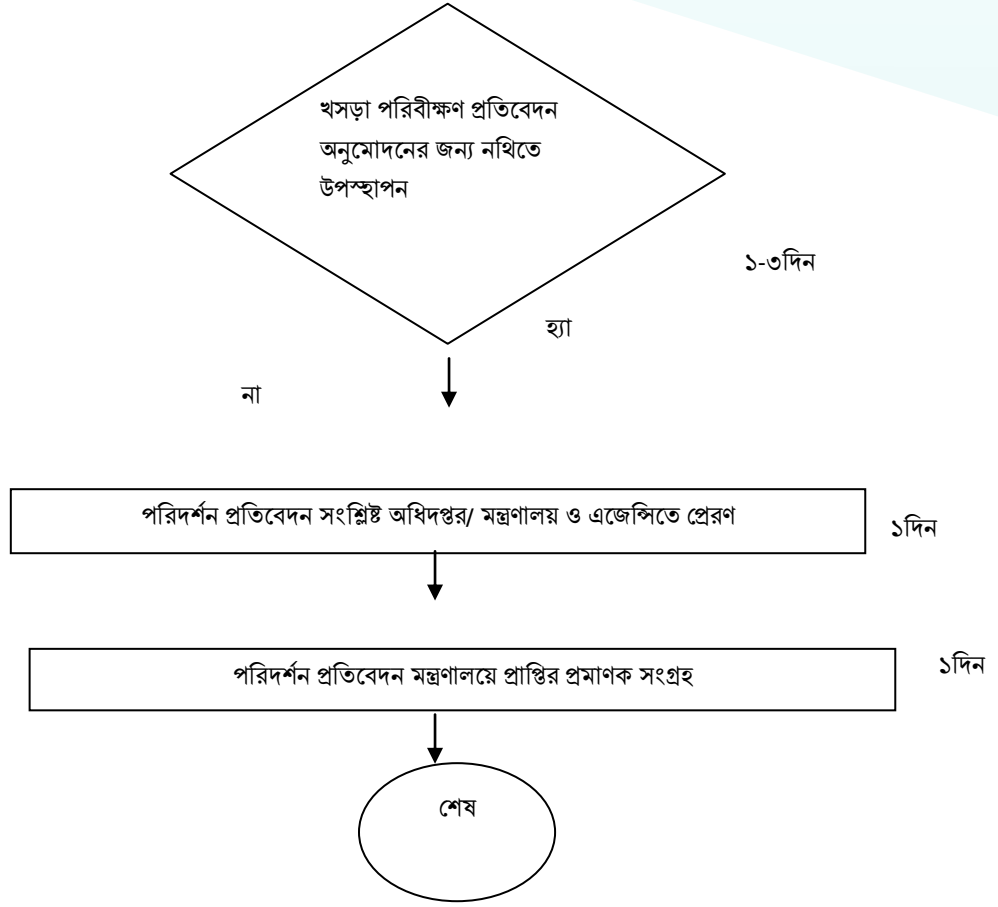 খসড়া পরিবীক্ষণ প্রতিবেদন
অনুমোদনের জন্য নথিতে
উপস্হাপন
১-৩দিন
হ্যা
না
পরিদর্শন প্রতিবেদন সংশ্লিষ্ট অধিদপ্তর/ মন্ত্রণালয় ও এজেন্সিতে প্রেরণ
১দিন
পরিদর্শন প্রতিবেদন মন্ত্রণালয়ে প্রাপ্তির প্রমাণক সংগ্রহ
১দিন
শেষ